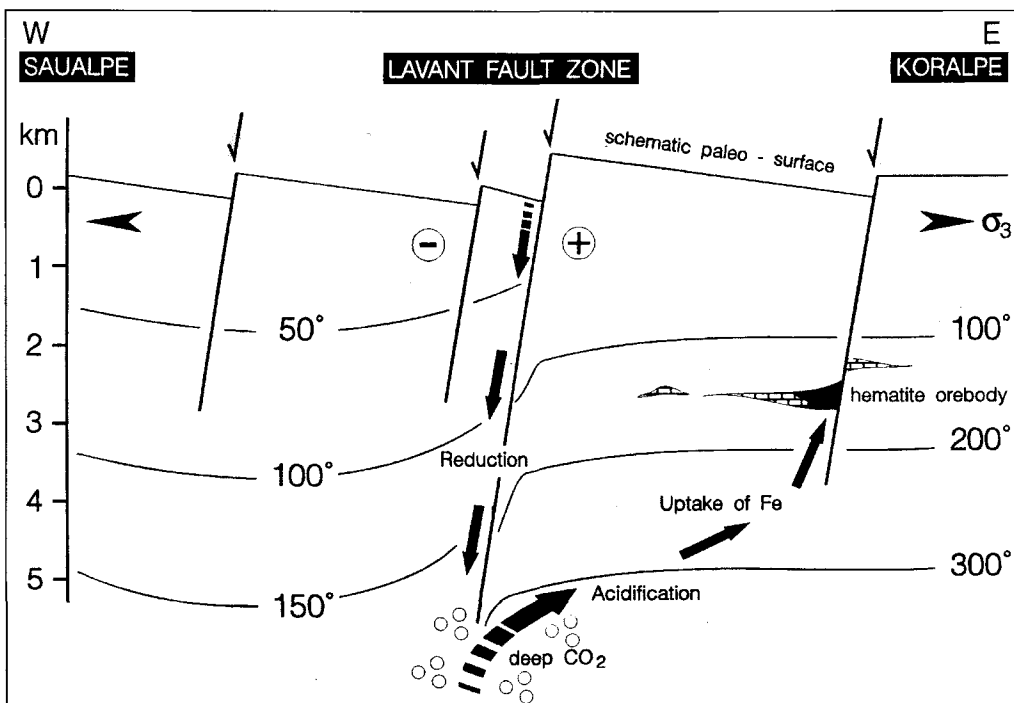 W
E
SAUALPE
LAVANT FAULT ZONE
KORALPE
km
schematic paleo - surface
0
σ3
-
+
1
50°
100°
2
hematite orebody
3
200°
100°
Reduction
4
Uptake of Fe
5
300°
150°
Acidification
deep CO2